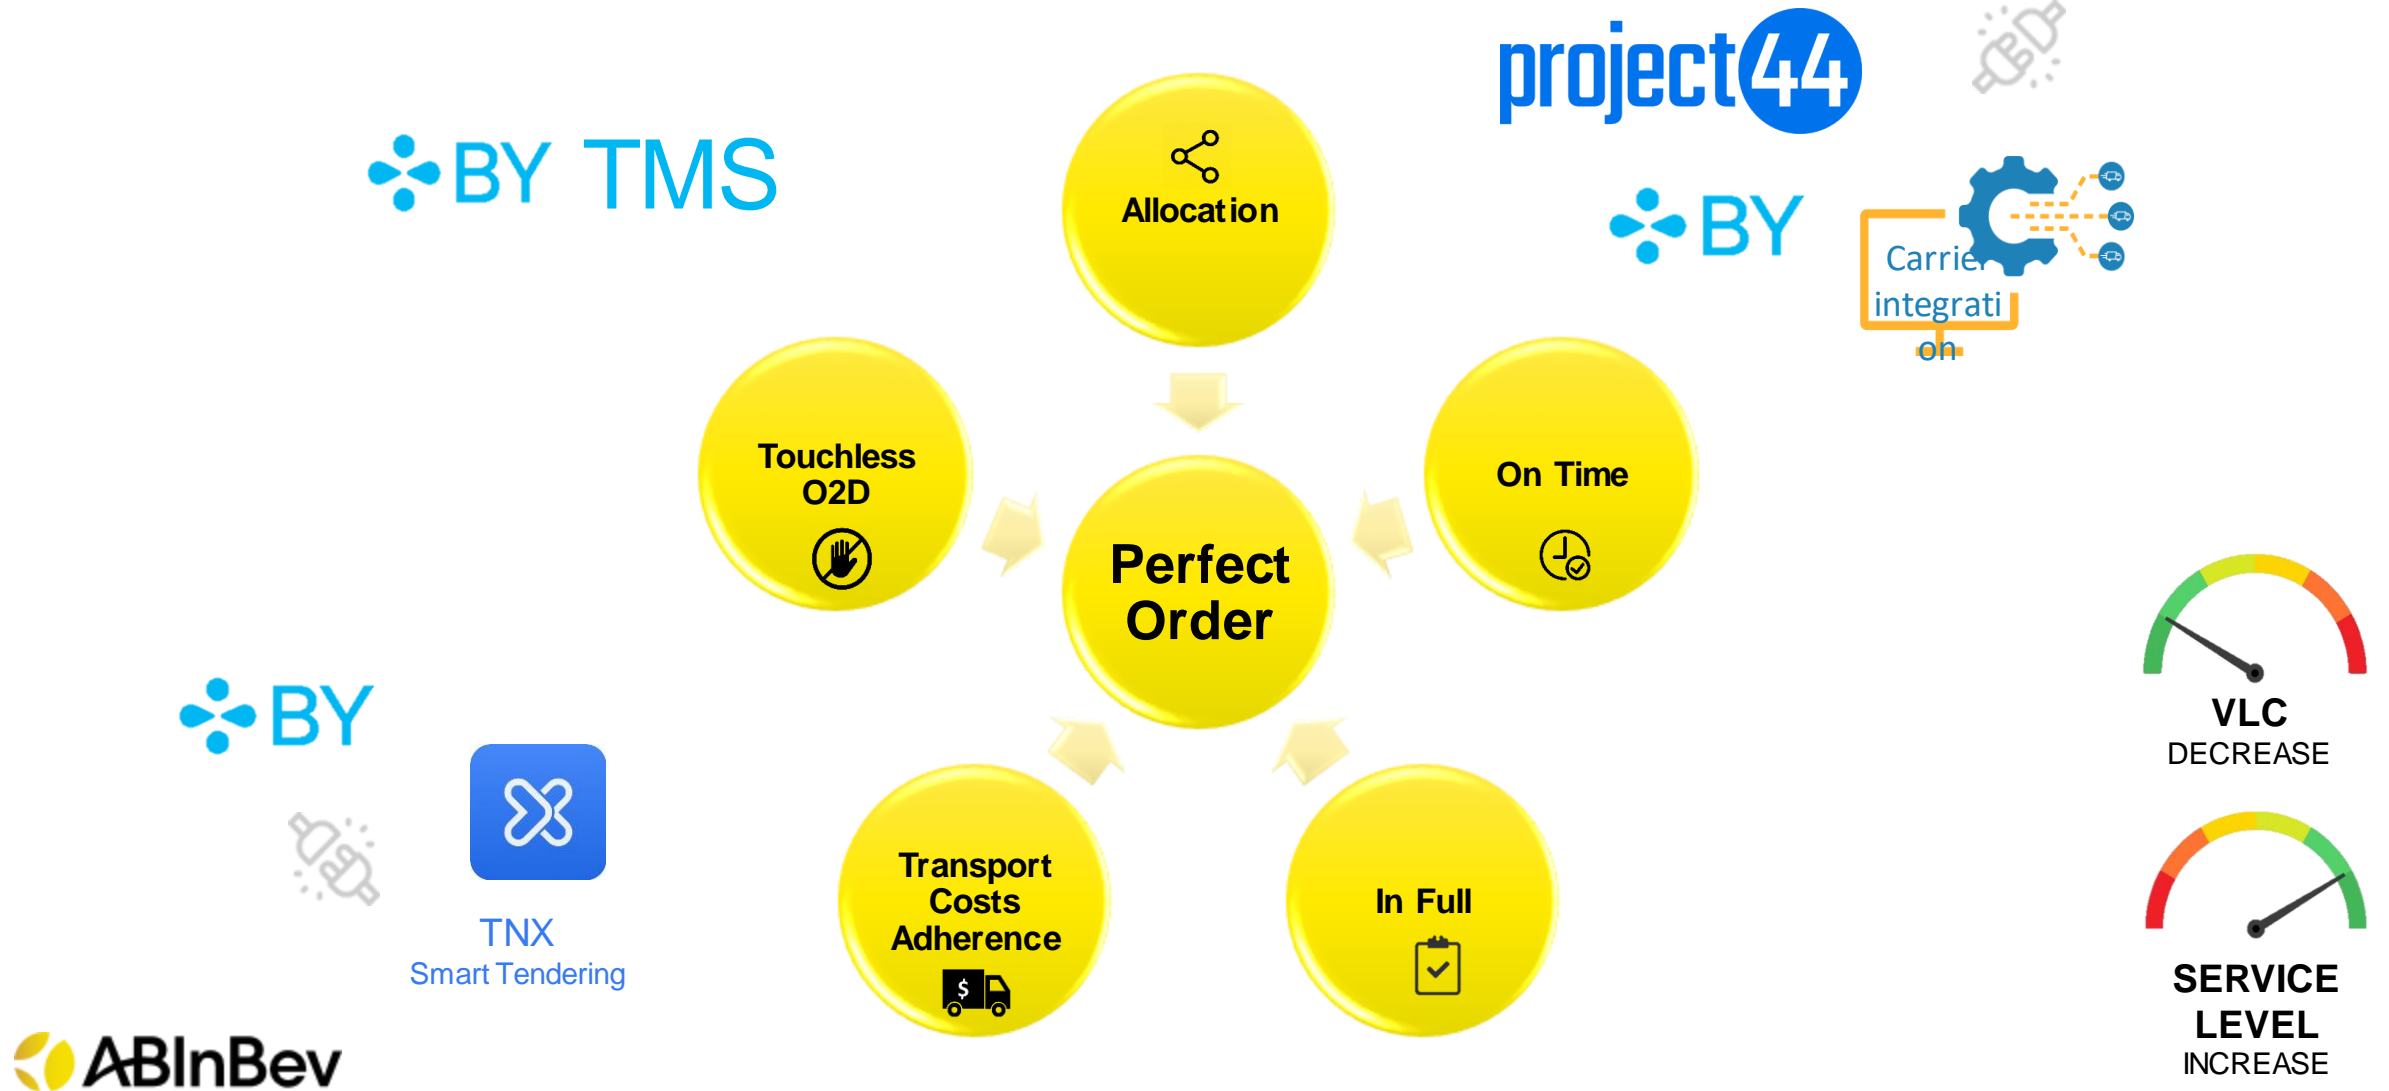 project44
BY TMS
Allocation
BY
Carrier
integrati
on
Touchless
O2D
On Time
Perfect
Order
BY
VLC
DECREASE
Transport
Costs
Adherence
$
In Full
TNX
Smart Tendering
SERVICE
LEVEL
INCREASE
ABInBev